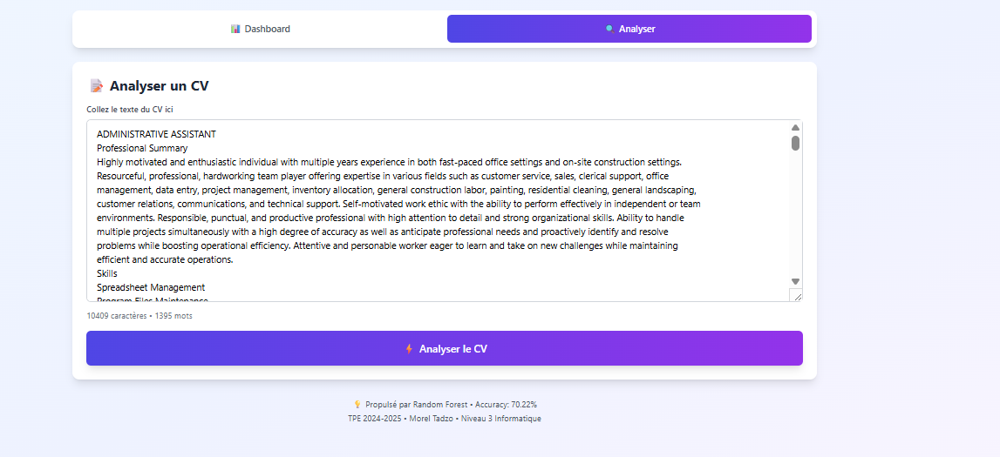 Dashboard
Analyser
Analyser un CV
Collez le texte du CV ici
ADMINISTRATIVE ASSISTANT
Professional Summary
Highly motivated and enthusiastic individual with multiple years experience in both fast-paced office settings and on-site construction settings.
Resourceful, professional, hardworking team player offering expertise in various fields such as customer service, sales, clerical support, office
management, data entry, project management, inventory allocation, general construction labor, painting, residential cleaning, general landscaping,
customer relations, communications, and technical support. Self-motivated work ethic with the ability to perform effectively in independent or team
environments. Responsible, punctual, and productive professional with high attention to detail and strong organizational skills. Ability to handle
multiple projects simultaneously with a high degree of accuracy as well as anticipate professional needs and proactively identify and resolve
problems while boosting operational efficiency. Attentive and personable worker eager to learn and take on new challenges while maintaining
efficient and accurate operations.
Skills
Spreadsheet Management
Program Files Maintenance
10409 caractères • 1395 mots
Analyser le CV
Propulsé par Random Forest • Accuracy: 70.22%
TPE 2024-2025 • Morel Tadzo • Niveau 3 Informatique